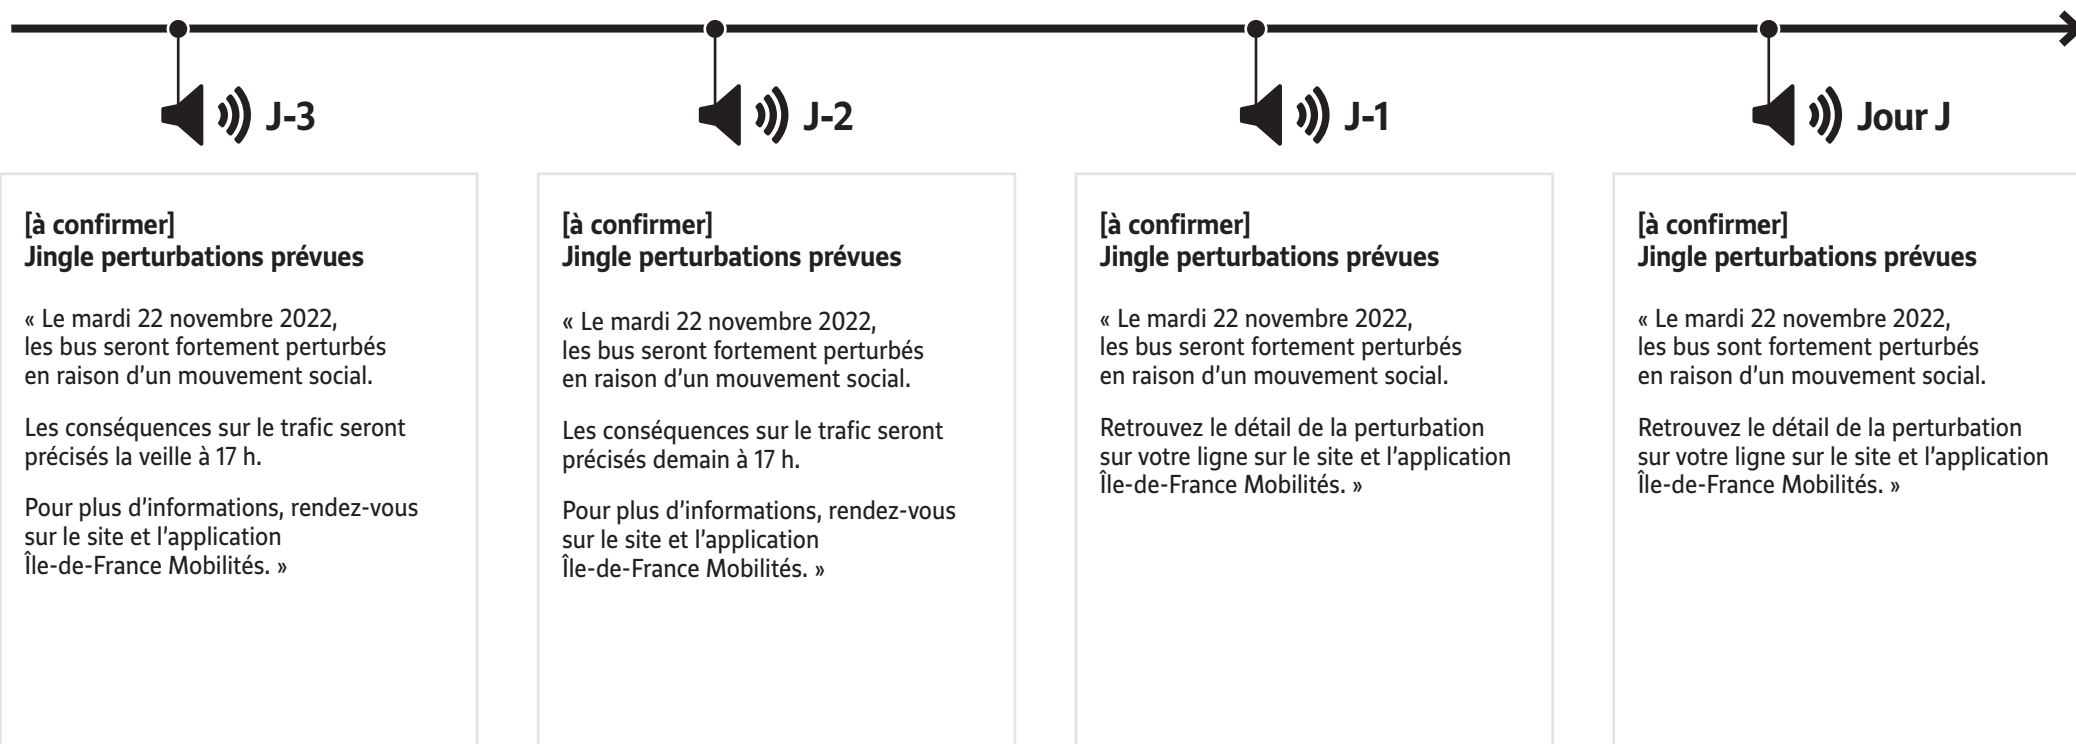 J-3
[à confirmer]
Jingle perturbations prévues
« Le mardi 22 novembre 2022,
les bus seront fortement perturbés
en raison d'un mouvement social.
Les conséquences sur le trafic seront
précisés la veille à 17 h.
Pour plus d'informations, rendez-vous
sur le site et l'application
Île-de-France Mobilités. »
J-2
[à confirmer]
Jingle perturbations prévues
« Le mardi 22 novembre 2022,
les bus seront fortement perturbés
en raison d'un mouvement social.
Les conséquences sur le trafic seront
précisés demain à 17 h.
Pour plus d'informations, rendez-vous
sur le site et l'application
Île-de-France Mobilités. »
J-1
[à confirmer]
Jingle perturbations prévues
« Le mardi 22 novembre 2022,
les bus seront fortement perturbés
en raison d'un mouvement social.
Retrouvez le détail de la perturbation
sur votre ligne sur le site et l'application
Île-de-France Mobilités. »
Jour J
[à confirmer]
Jingle perturbations prévues
« Le mardi 22 novembre 2022,
les bus sont fortement perturbés
en raison d'un mouvement social.
Retrouvez le détail de la perturbation
sur votre ligne sur le site et l'application
Île-de-France Mobilités. »